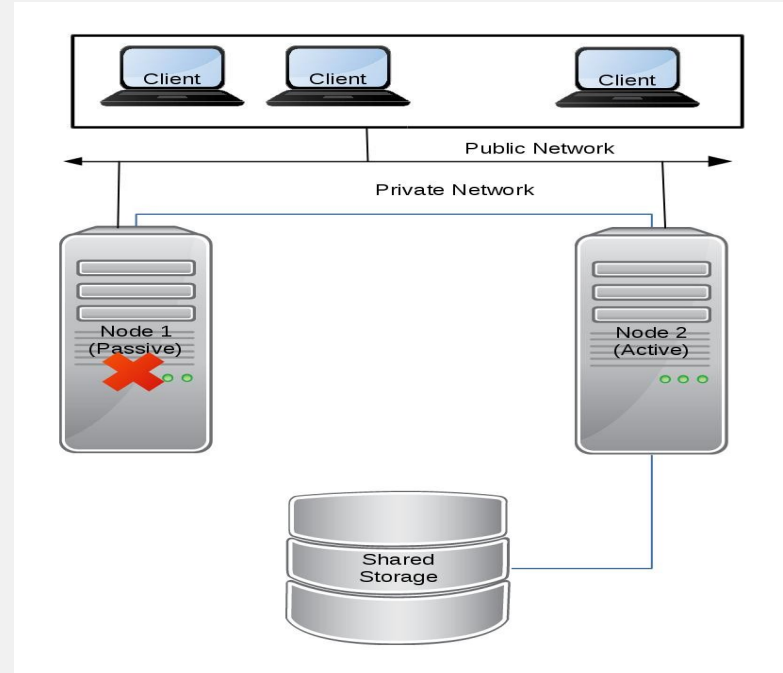 Client
Client
Client
Public Network
Private Network
Node 1
(Passive)
Node 2
(Active)
Shared
Storage